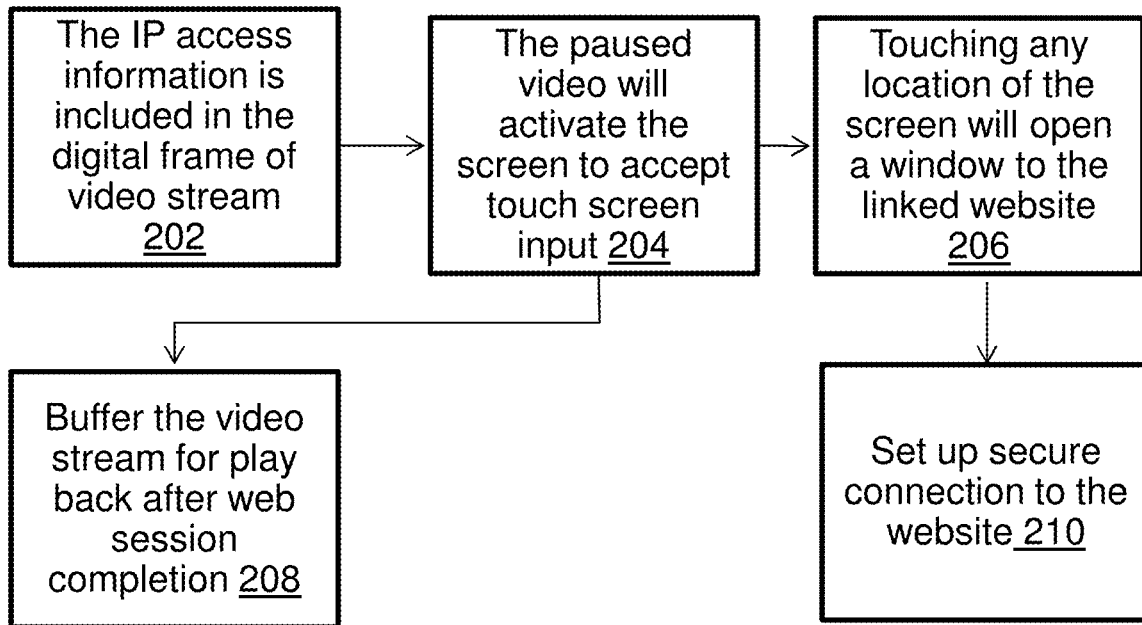 The IP access
information is
included in the
digital frame of
video stream
202
The paused
video will
activate the
screen to accept
touch screen
input 204
Touching any
location of the
screen will open
a window to the
linked website
206
Buffer the video
stream for play
back after web
session
completion 208
Set up secure
connection to the
website 210